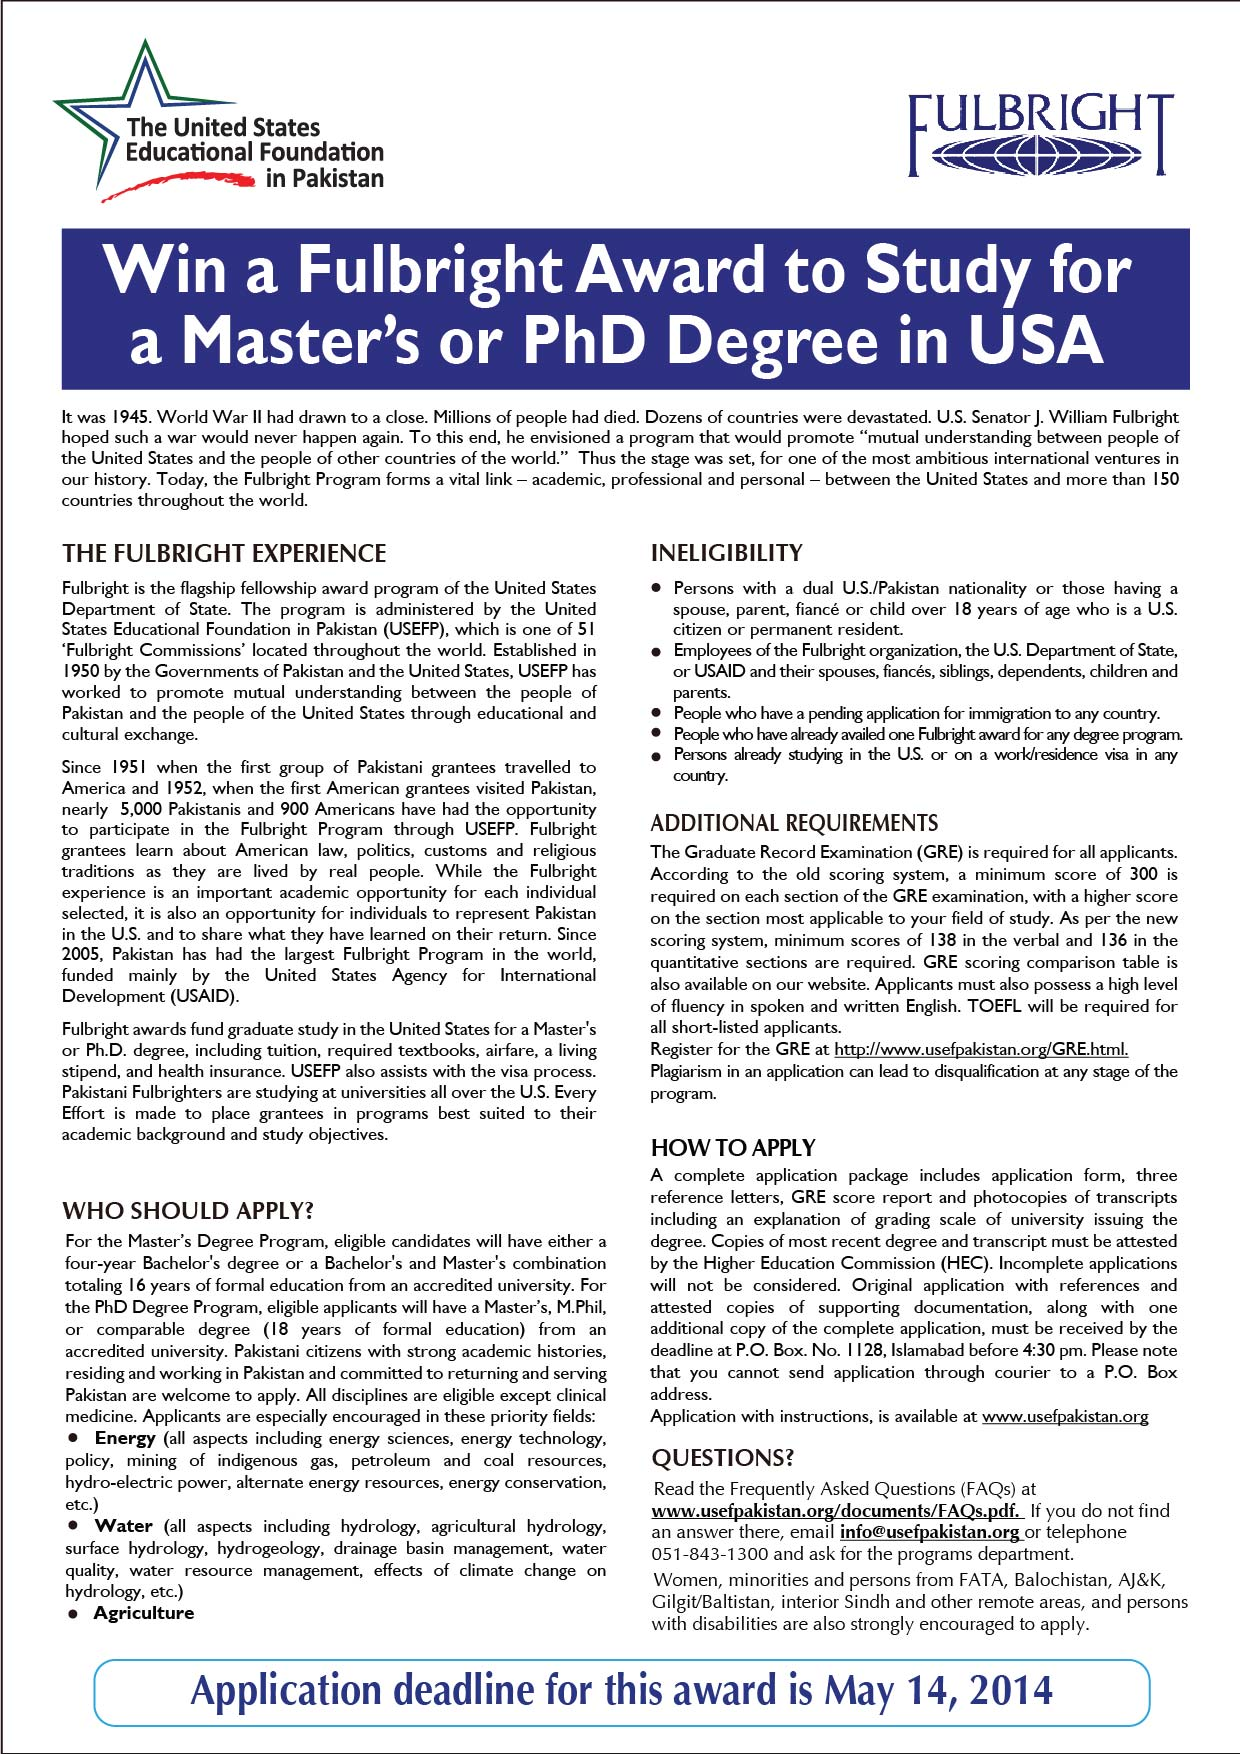 The United States
Educational Foundation
in Pakistan
FULBRIGHT
Win a Fulbright Award to Study for
a Master's or PhD Degree in USA
It was 1945. World War II had drawn to a close. Millions of people had died. Dozens of countries were devastated. U.S. Senator J. William Fulbright
hoped such a war would never happen again. To this end, he envisioned a program that would promote “mutual understanding between people of
the United States and the people of other countries of the world.” Thus the stage was set, for one of the most ambitious international ventures in
our history. Today, the Fulbright Program forms a vital link – academic, professional and personal – between the United States and more than 150
countries throughout the world.
THE FULBRIGHT EXPERIENCE
Fulbright is the flagship fellowship award program of the United States
Department of State. The program is administered by the United
States Educational Foundation in Pakistan (USEFP), which is one of 51
‘Fulbright Commissions’ located throughout the world. Established in
1950 by the Governments of Pakistan and the United States, USEFP has
worked to promote mutual understanding between the people of
Pakistan and the people of the United States through educational and
cultural exchange.
Since 1951 when the first group of Pakistani grantees travelled to
America and 1952, when the first American grantees visited Pakistan,
nearly 5,000 Pakistanis and 900 Americans have had the opportunity
to participate in the Fulbright Program through USEFP. Fulbright
grantees learn about American law, politics, customs and religious
traditions as they are lived by real people. While the Fulbright
experience is an important academic opportunity for each individual
selected, it is also an opportunity for individuals to represent Pakistan
in the U.S. and to share what they have learned on their return. Since
2005, Pakistan has had the largest Fulbright Program in the world,
funded mainly by the United States Agency for International
Development (USAID).
Fulbright awards fund graduate study in the United States for a Master's
or Ph.D. degree, including tuition, required textbooks, airfare, a living
stipend, and health insurance. USEFP also assists with the visa process.
Pakistani Fulbrighters are studying at universities all over the U.S. Every
Effort is made to place grantees in programs best suited to their
academic background and study objectives.
WHO SHOULD APPLY?
For the Master’s Degree Program, eligible candidates will have either a
four-year Bachelor's degree or a Bachelor's and Master's combination
totaling 16 years of formal education from an accredited university. For
the PhD Degree Program, eligible applicants will have a Master’s, M.Phil,
or comparable degree (18 years of formal education) from an
accredited university. Pakistani citizens with strong academic histories,
residing and working in Pakistan and committed to returning and serving
Pakistan are welcome to apply. All disciplines are eligible except clinical
medicine. Applicants are especially encouraged in these priority fields:
● Energy (all aspects including energy sciences, energy technology,
policy, mining of indigenous gas, petroleum and coal resources,
hydro-electric power, alternate energy resources, energy conservation,
etc.)
● Water (all aspects including hydrology, agricultural hydrology,
surface hydrology, hydrogeology, drainage basin management, water
quality, water resource management, effects of climate change on
hydrology, etc.)
● Agriculture
INELIGIBILITY
● Persons with a dual U.S./Pakistan nationality or those having a
spouse, parent, fiancé or child over 18 years of age who is a U.S.
citizen or permanent resident.
● Employees of the Fulbright organization, the U.S. Department of State,
or USAID and their spouses, fiancés, siblings, dependents, children and
parents.
● People who have a pending application for immigration to any country.
● People who have already availed one Fulbright award for any degree program.
● Persons already studying in the U.S. or on a work/residence visa in any
country.
ADDITIONAL REQUIREMENTS
The Graduate Record Examination (GRE) is required for all applicants.
According to the old scoring system, a minimum score of 300 is
required on each section of the GRE examination, with a higher score
on the section most applicable to your field of study. As per the new
scoring system, minimum scores of 138 in the verbal and 136 in the
quantitative sections are required. GRE scoring comparison table is
also available on our website. Applicants must also possess a high level
of fluency in spoken and written English. TOEFL will be required for
all short-listed applicants.
Register for the GRE at http://www.usefpakistan.org/GRE.html.
Plagiarism in an application can lead to disqualification at any stage of the
program.
HOW TO APPLY
A complete application package includes application form, three
reference letters, GRE score report and photocopies of transcripts
including an explanation of grading scale of university issuing the
degree. Copies of most recent degree and transcript must be attested
by the Higher Education Commission (HEC). Incomplete applications
will not be considered. Original application with references and
attested copies of supporting documentation, along with one
additional copy of the complete application, must be received by the
deadline at P.O. Box. No. 1128, Islamabad before 4:30 pm. Please note
that you cannot send application through courier to a P.O. Box
address.
Application with instructions, is available at www.usefpakistan.org
QUESTIONS?
Read the Frequently Asked Questions (FAQs) at
www.usefpakistan.org/documents/FAQs.pdf. If you do not find
an answer there, email info@usefpakistan.org or telephone
051-843-1300 and ask for the programs department.
Women, minorities and persons from FATA, Balochistan, AJ&K,
Gilgit/Baltistan, interior Sindh and other remote areas, and persons
with disabilities are also strongly encouraged to apply.
Application deadline for this award is May 14, 2014